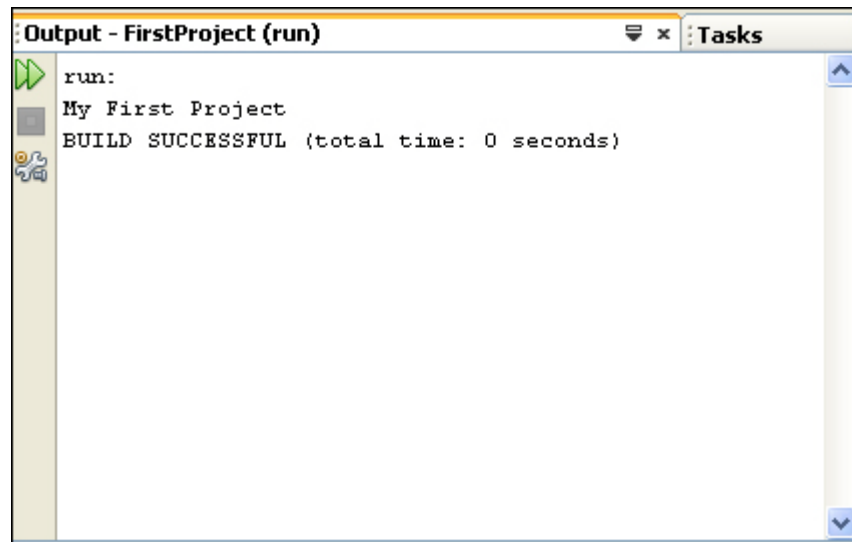 Output - FirstProject (run)
Tasks
run:
My First Project
BUILD SUCCESSFUL (total time: 0 seconds)